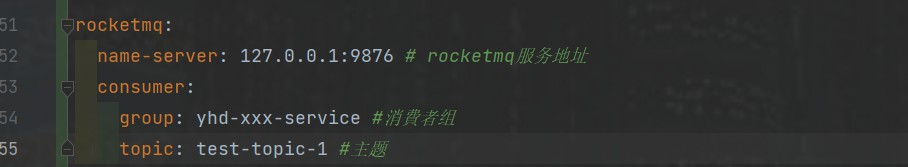 51 rocketmq:
52 name-server: 127.0.0.1:9876 # rocketmq服务地址
53 consumer:
54 group: yhd-xxx-service #消費者组
55 topic: test-topic-1 #主题